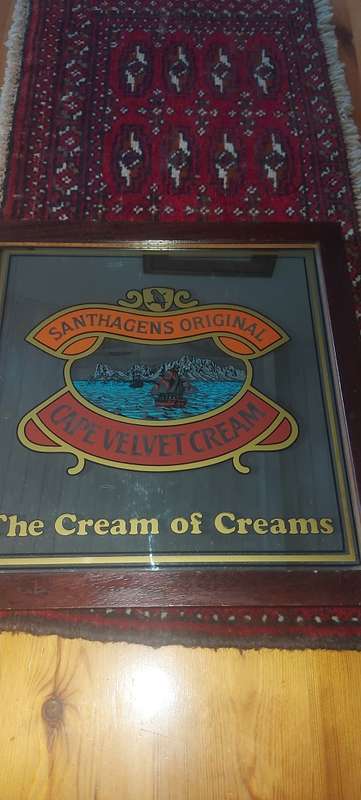 SANTHAGENS ORIGINAL
CAPE VELVET CREAM
The Cream of Creams